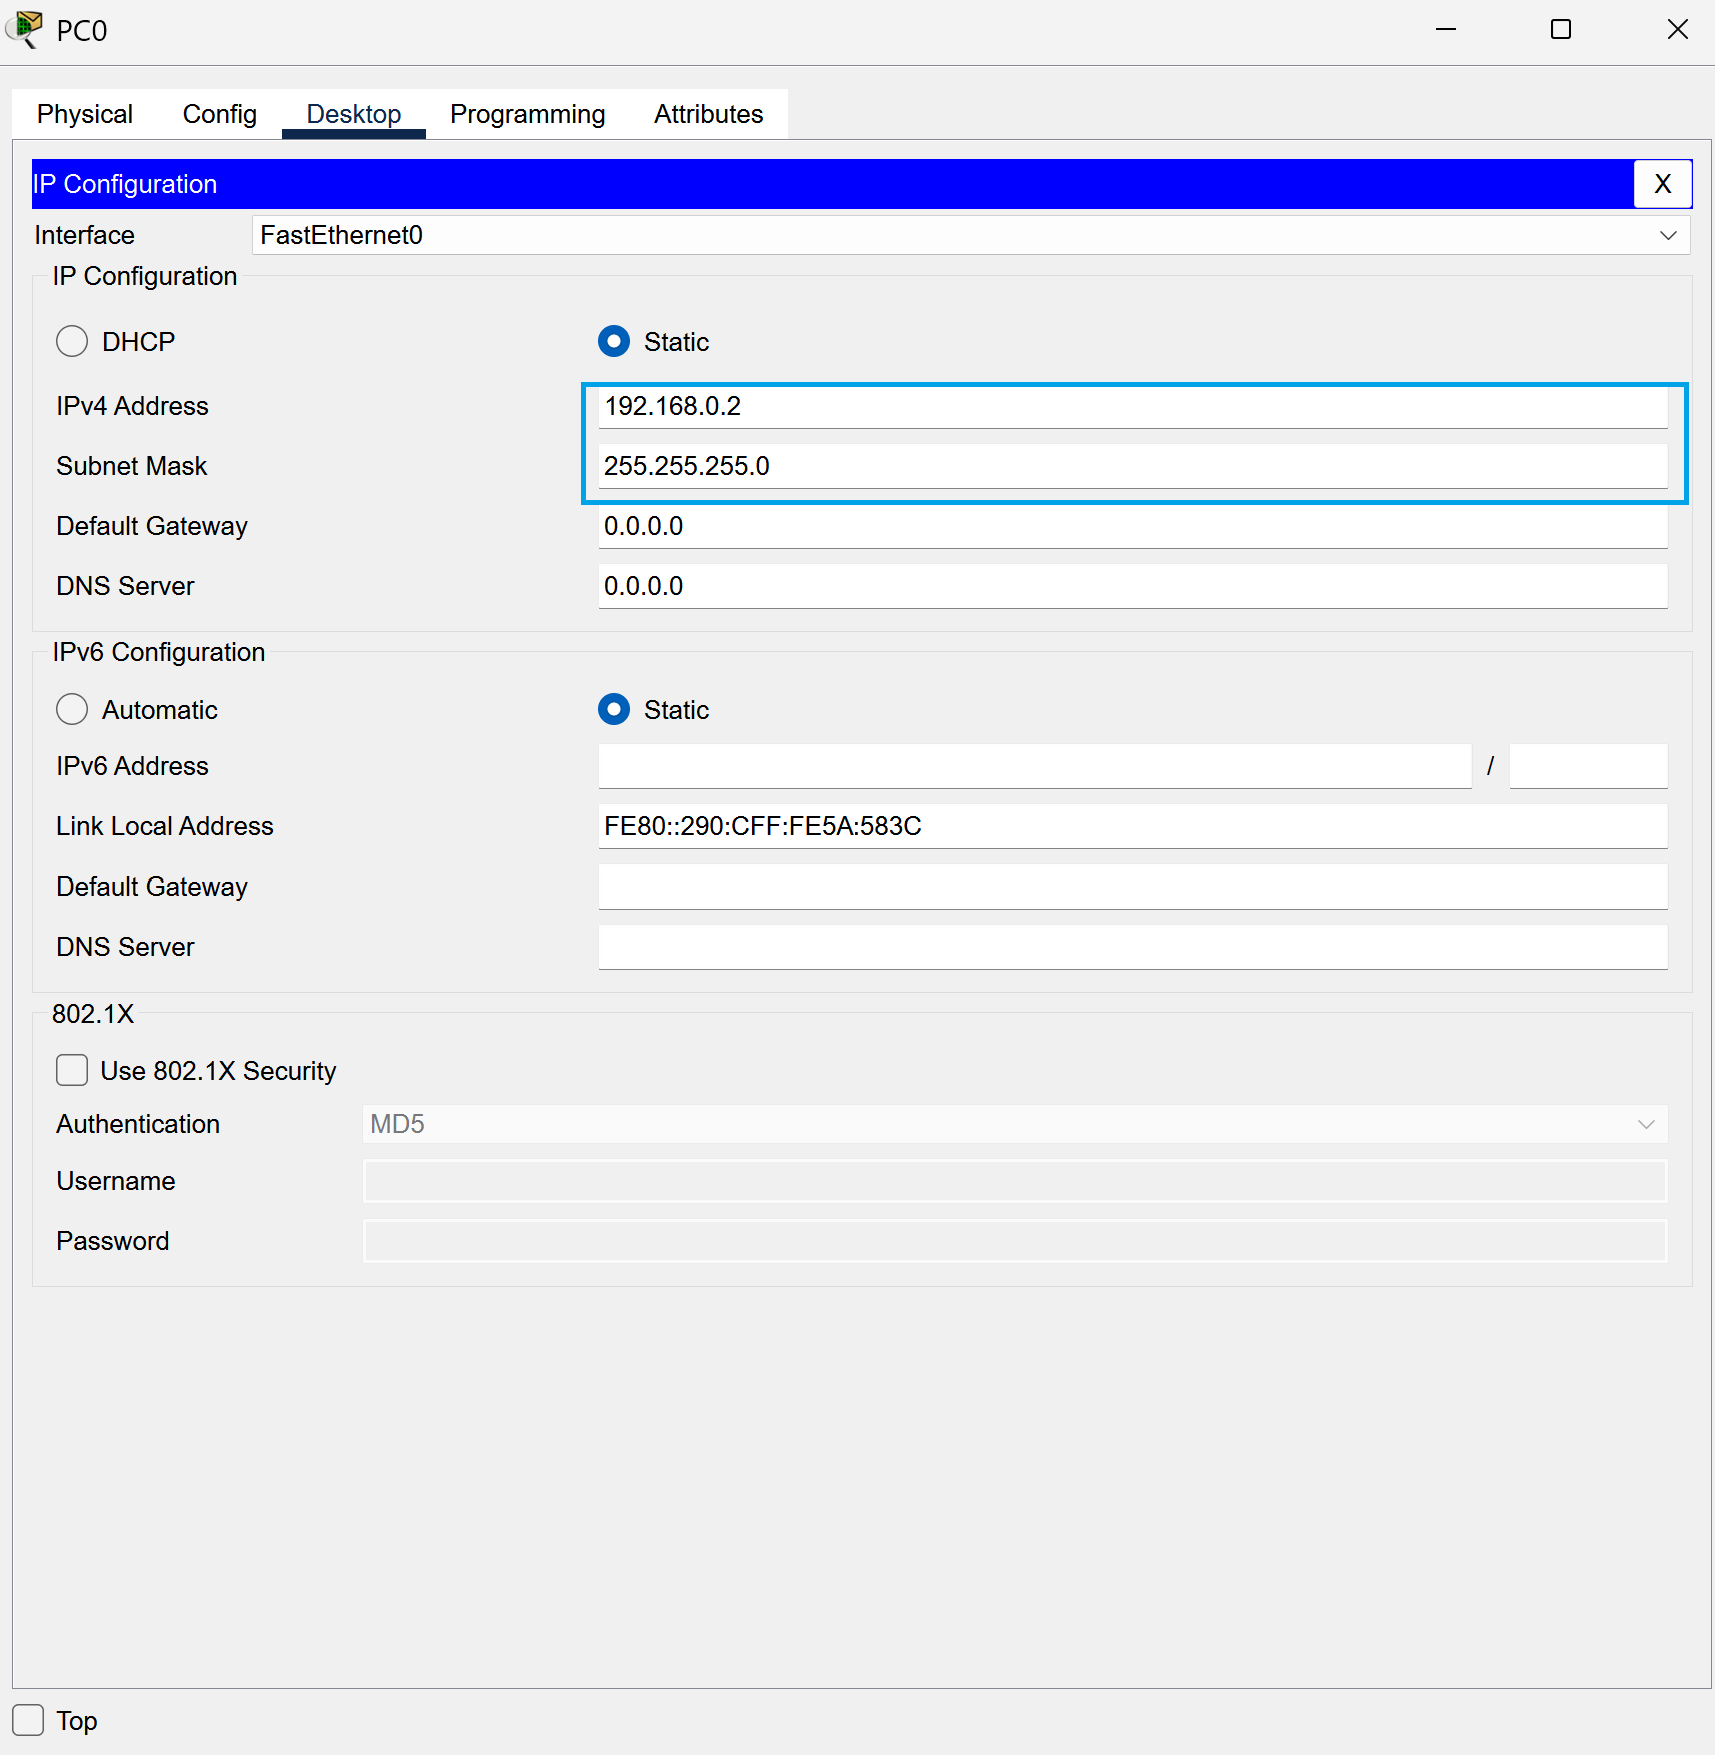 PC0
Physical Config Desktop Programming Attributes
IP Configuration X
Interface FastEthernet0
IP Configuration
DHCP Static
IPv4 Address 192.168.0.2
Subnet Mask 255.255.255.0
Default Gateway 0.0.0.0
DNS Server 0.0.0.0
IPv6 Configuration
Automatic Static
IPv6 Address /
Link Local Address FE80::290:CFF:FE5A:583C
Default Gateway
DNS Server
802.1X
Use 802.1X Security
Authentication MD5
Username
Password
Top